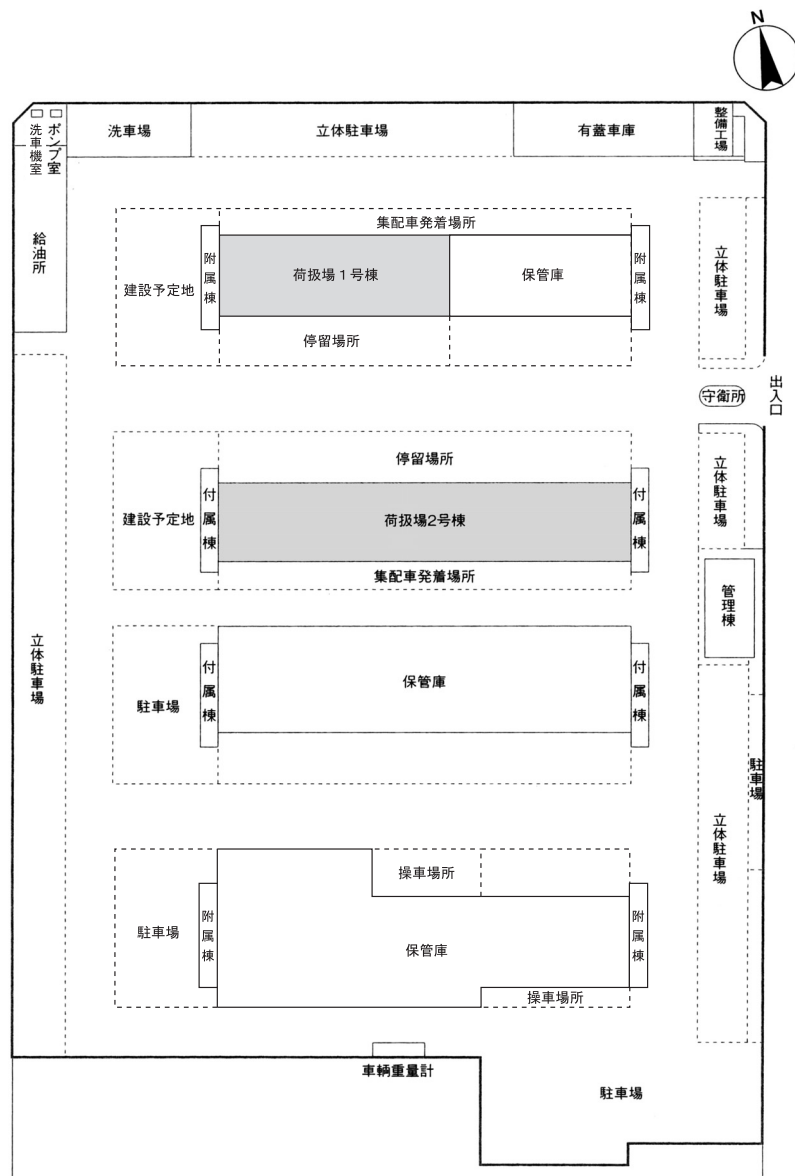 N
洗車場
立体駐車場
有蓋車庫
整備工場
ポンプ室
洗車機室
給油所
集配車発着場所
附属棟
荷扱場1号棟
保管庫
附属棟
建設予定地
停留場所
立体駐車場
守衛所
出入口
停留場所
立体駐車場
付属棟
建設予定地
荷扱場2号棟
付属棟
集配車発着場所
管理棟
立体駐車場
付属棟
保管庫
付属棟
駐車場
駐車場
立体駐車場
操車場所
駐車場
附属棟
保管庫
附属棟
操車場所
車輌重量計
駐車場